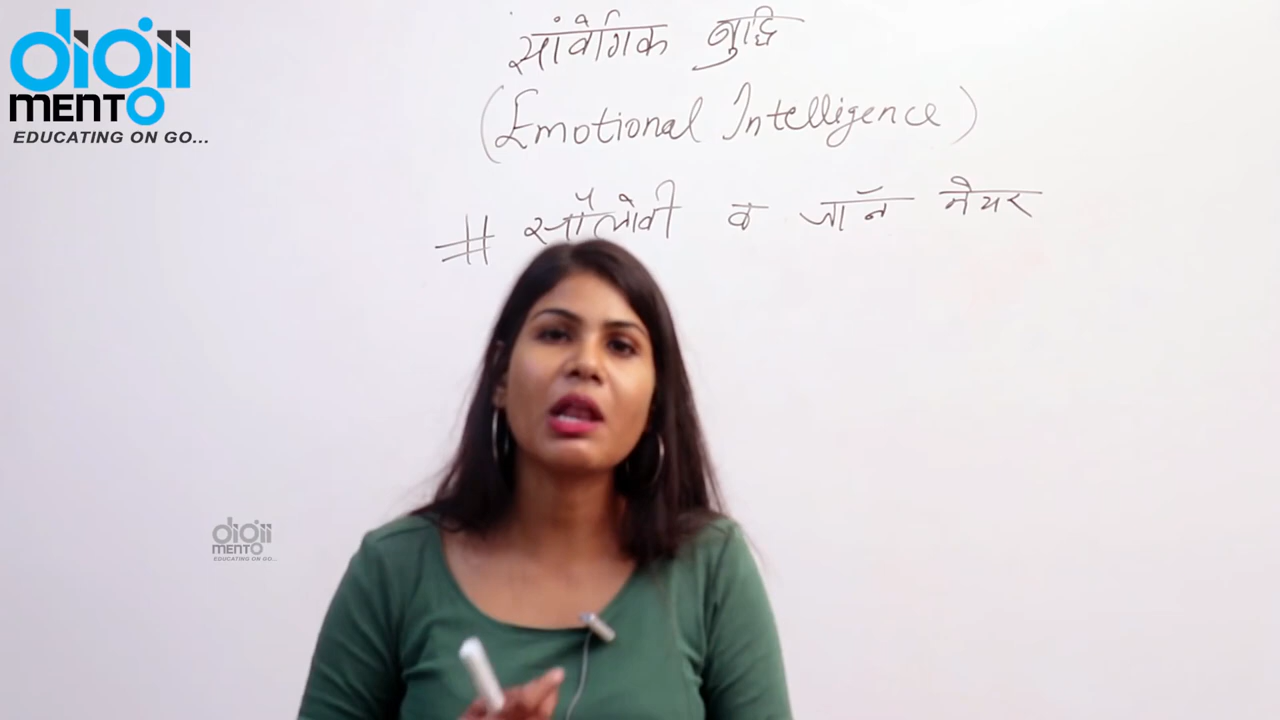 digii
MENTO
EDUCATING ON GO...
सांवेगिक बुद्धि
(Emotional Intelligence)
# सॉलोवी व जॉन मेयर
digii
MENTO
EDUCATING ON GO...